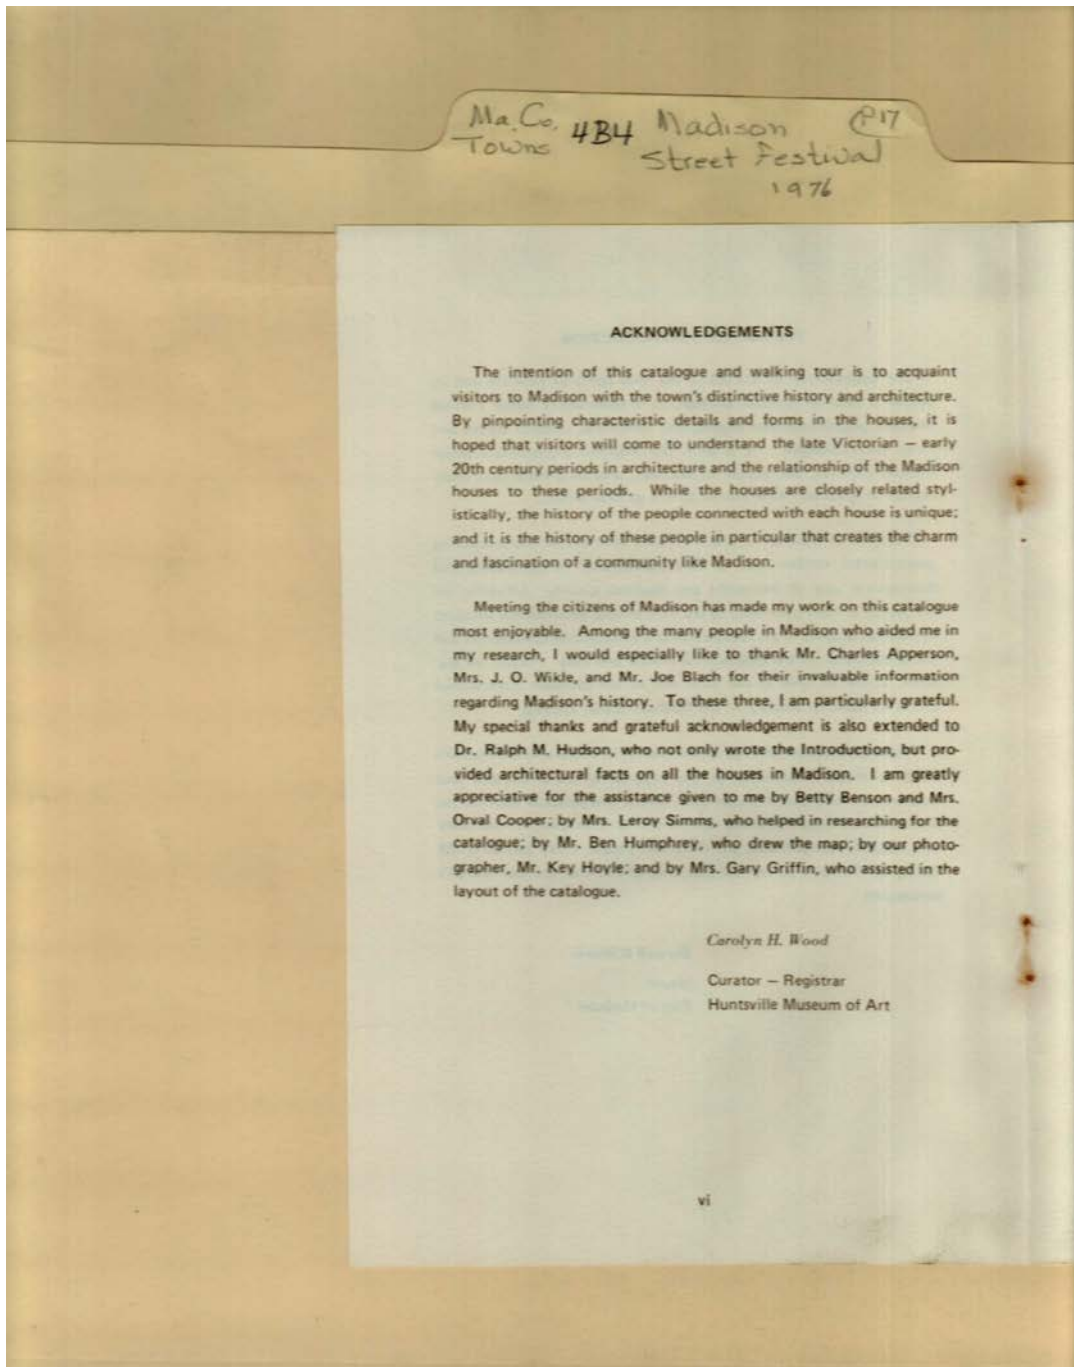 Ma. Co. 4B4 Madison P17
Towns Street Festival
1976
ACKNOWLEDGEMENTS
The intention of this catalogue and walking tour is to acquaint
visitors to Madison with the town's distinctive history and architecture.
By pinpointing characteristic details and forms in the houses, it is
hoped that visitors will come to understand the late Victorian — early
20th century periods in architecture and the relationship of the Madison
houses to these periods. While the houses are closely related styl-
istically, the history of the people connected with each house is unique;
and it is the history of these people in particular that creates the charm
and fascination of a community like Madison.
Meeting the citizens of Madison has made my work on this catalogue
most enjoyable. Among the many people in Madison who aided me in
my research, I would especially like to thank Mr. Charles Apperson,
Mrs. J. O. Wikle, and Mr. Joe Blach for their invaluable information
regarding Madison's history. To these three, I am particularly grateful.
My special thanks and grateful acknowledgement is also extended to
Dr. Ralph M. Hudson, who not only wrote the Introduction, but pro-
vided architectural facts on all the houses in Madison. I am greatly
appreciative for the assistance given to me by Betty Benson and Mrs.
Orval Cooper; by Mrs. Leroy Simms, who helped in researching for the
catalogue; by Mr. Ben Humphrey, who drew the map; by our photo-
grapher, Mr. Key Hoyle; and by Mrs. Gary Griffin, who assisted in the
layout of the catalogue.
Carolyn H. Wood
Curator — Registrar
Huntsville Museum of Art
vi